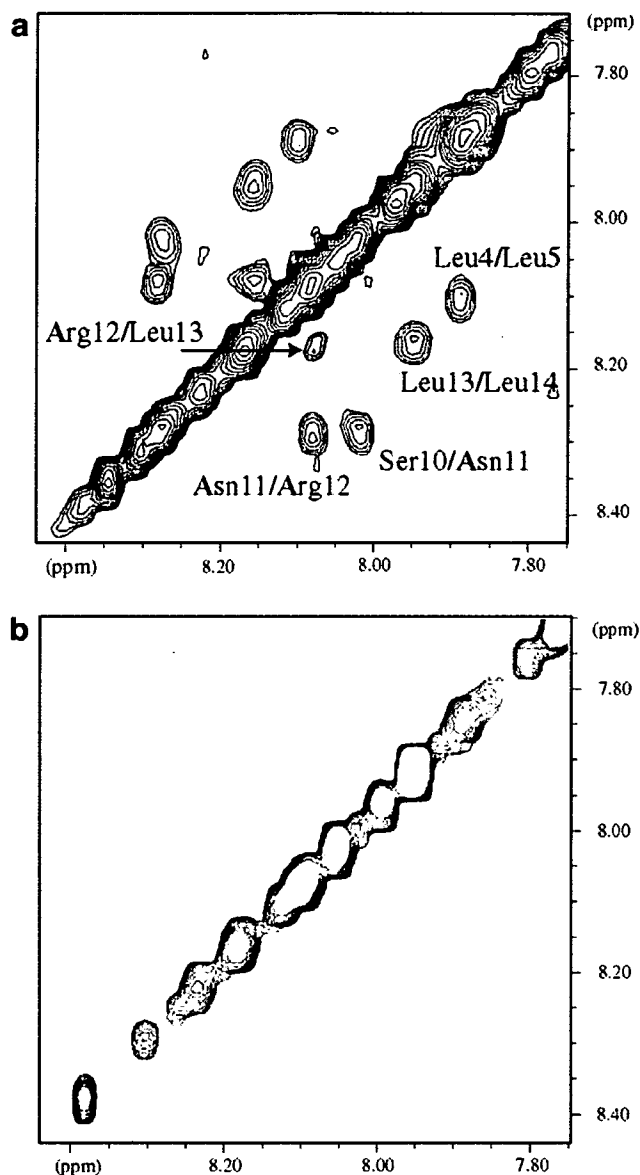 a
(ppm)
7.80
8.00
Leu4/Leu5
Arg12/Leu13
8.20
Leu13/Leu14
Asn11/Arg12
Ser10/Asn11
8.40
(ppm)
8.20
8.00
7.80
b
(ppm)
7.80
8.00
8.20
8.40
(ppm)
8.20
8.00
7.80